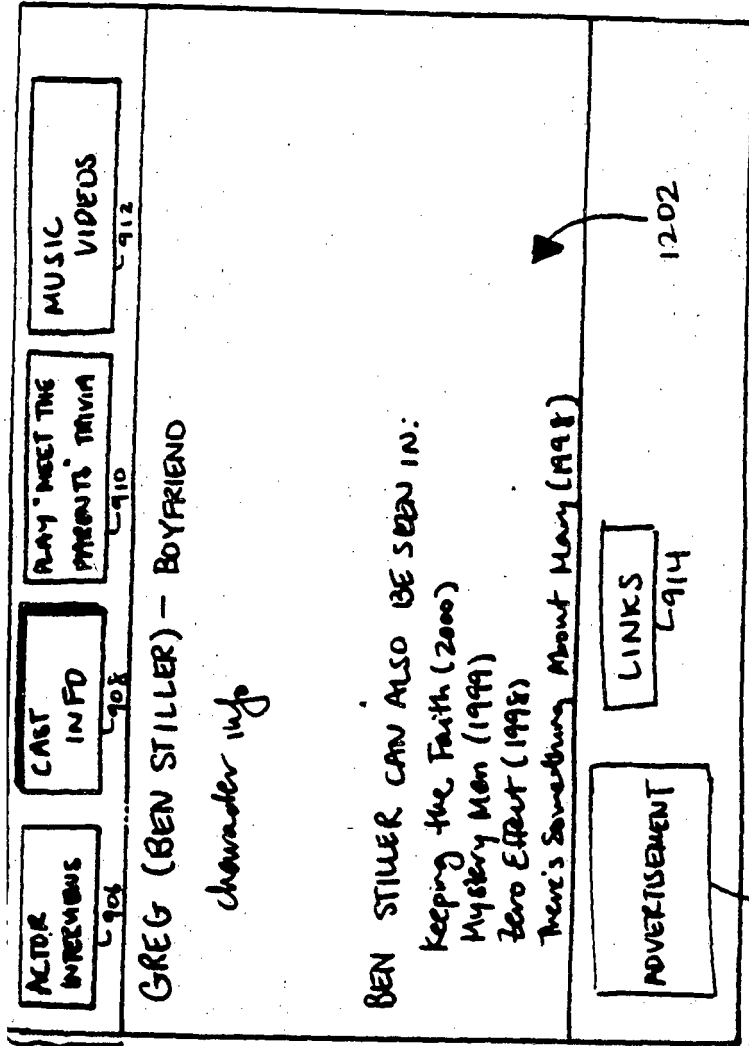 ACTOR
INTERVIEWS
906
CAST
INFO
908
PLAY "MEET THE
PARENTS" TRIVIA
910
MUSIC
VIDEOS
912
GREG (BEN STILLER) — BOYFRIEND
character info
BEN STILLER CAN ALSO BE SEEN IN:
Keeping the Faith (2000)
Mystery Men (1999)
Zero Effect (1998)
There's Something About Mary (1998)
1202
ADVERTISEMENT
LINKS
914